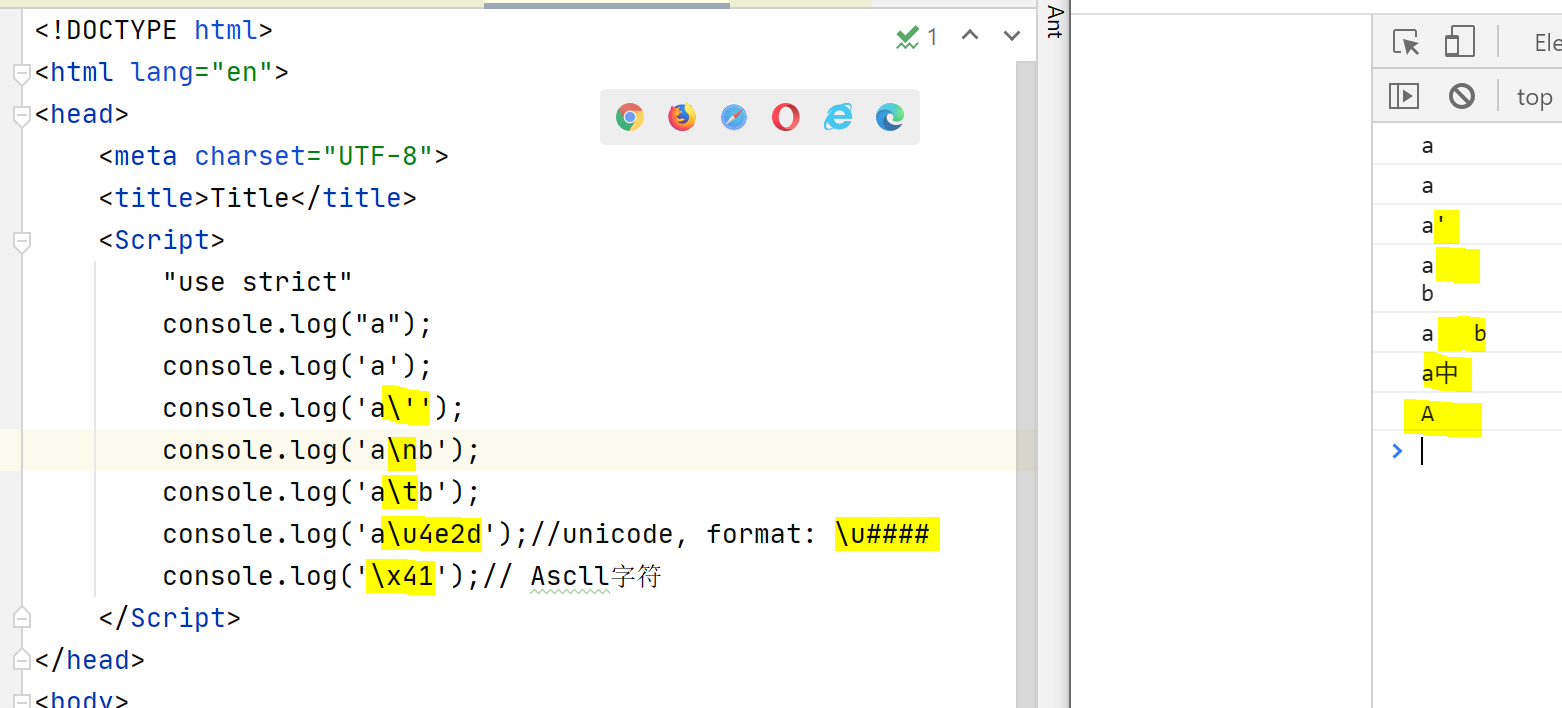 <!DOCTYPE html>
<html lang="en">
<head>
<meta charset="UTF-8">
<title>Title</title>
<Script>
"use strict"
console.log("a");
console.log('a');
console.log('a\'');
console.log('a\nb');
console.log('a\tb');
console.log('a\u4e2d');//unicode, format: \u####
console.log('\x41');// Ascll字符
</Script>
</head>
<body>
1
Ant
Ele
top
a
a
a'
a
b
a b
a中
A
>